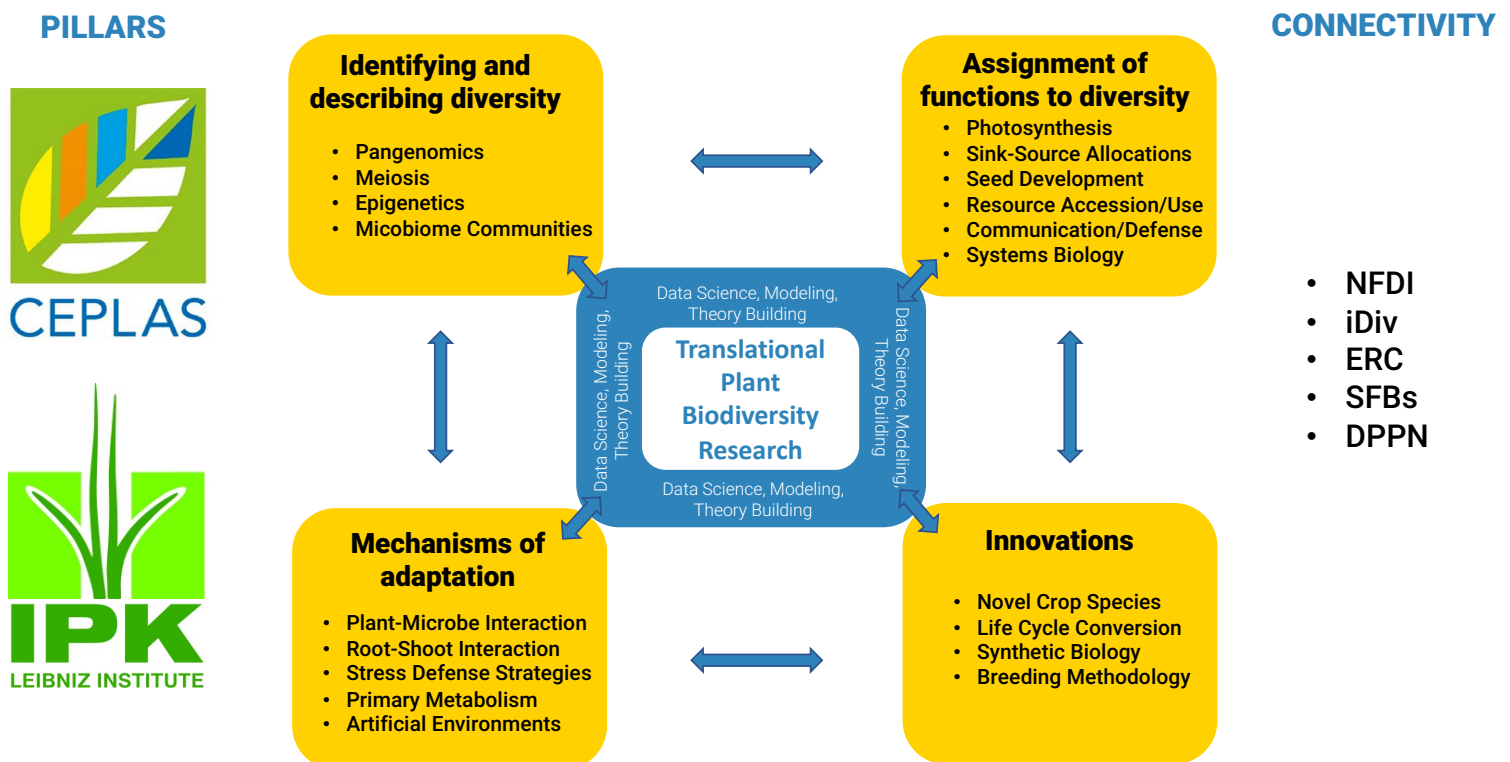 PILLARS
CEPLAS
IPK
LEIBNIZ INSTITUTE
Identifying and
describing diversity
• Pangenomics
• Meiosis
• Epigenetics
• Micobiome Communities
Assignment of
functions to diversity
• Photosynthesis
• Sink-Source Allocations
• Seed Development
• Resource Accession/Use
• Communication/Defense
• Systems Biology
Data Science, Modeling,
Theory Building
Data Science, Modeling,
Theory Building
Translational
Plant
Biodiversity
Research
Data Science, Modeling,
Theory Building
Data Science, Modeling,
Theory Building
Mechanisms of
adaptation
• Plant-Microbe Interaction
• Root-Shoot Interaction
• Stress Defense Strategies
• Primary Metabolism
• Artificial Environments
Innovations
• Novel Crop Species
• Life Cycle Conversion
• Synthetic Biology
• Breeding Methodology
CONNECTIVITY
• NFDI
• iDiv
• ERC
• SFBs
• DPPN